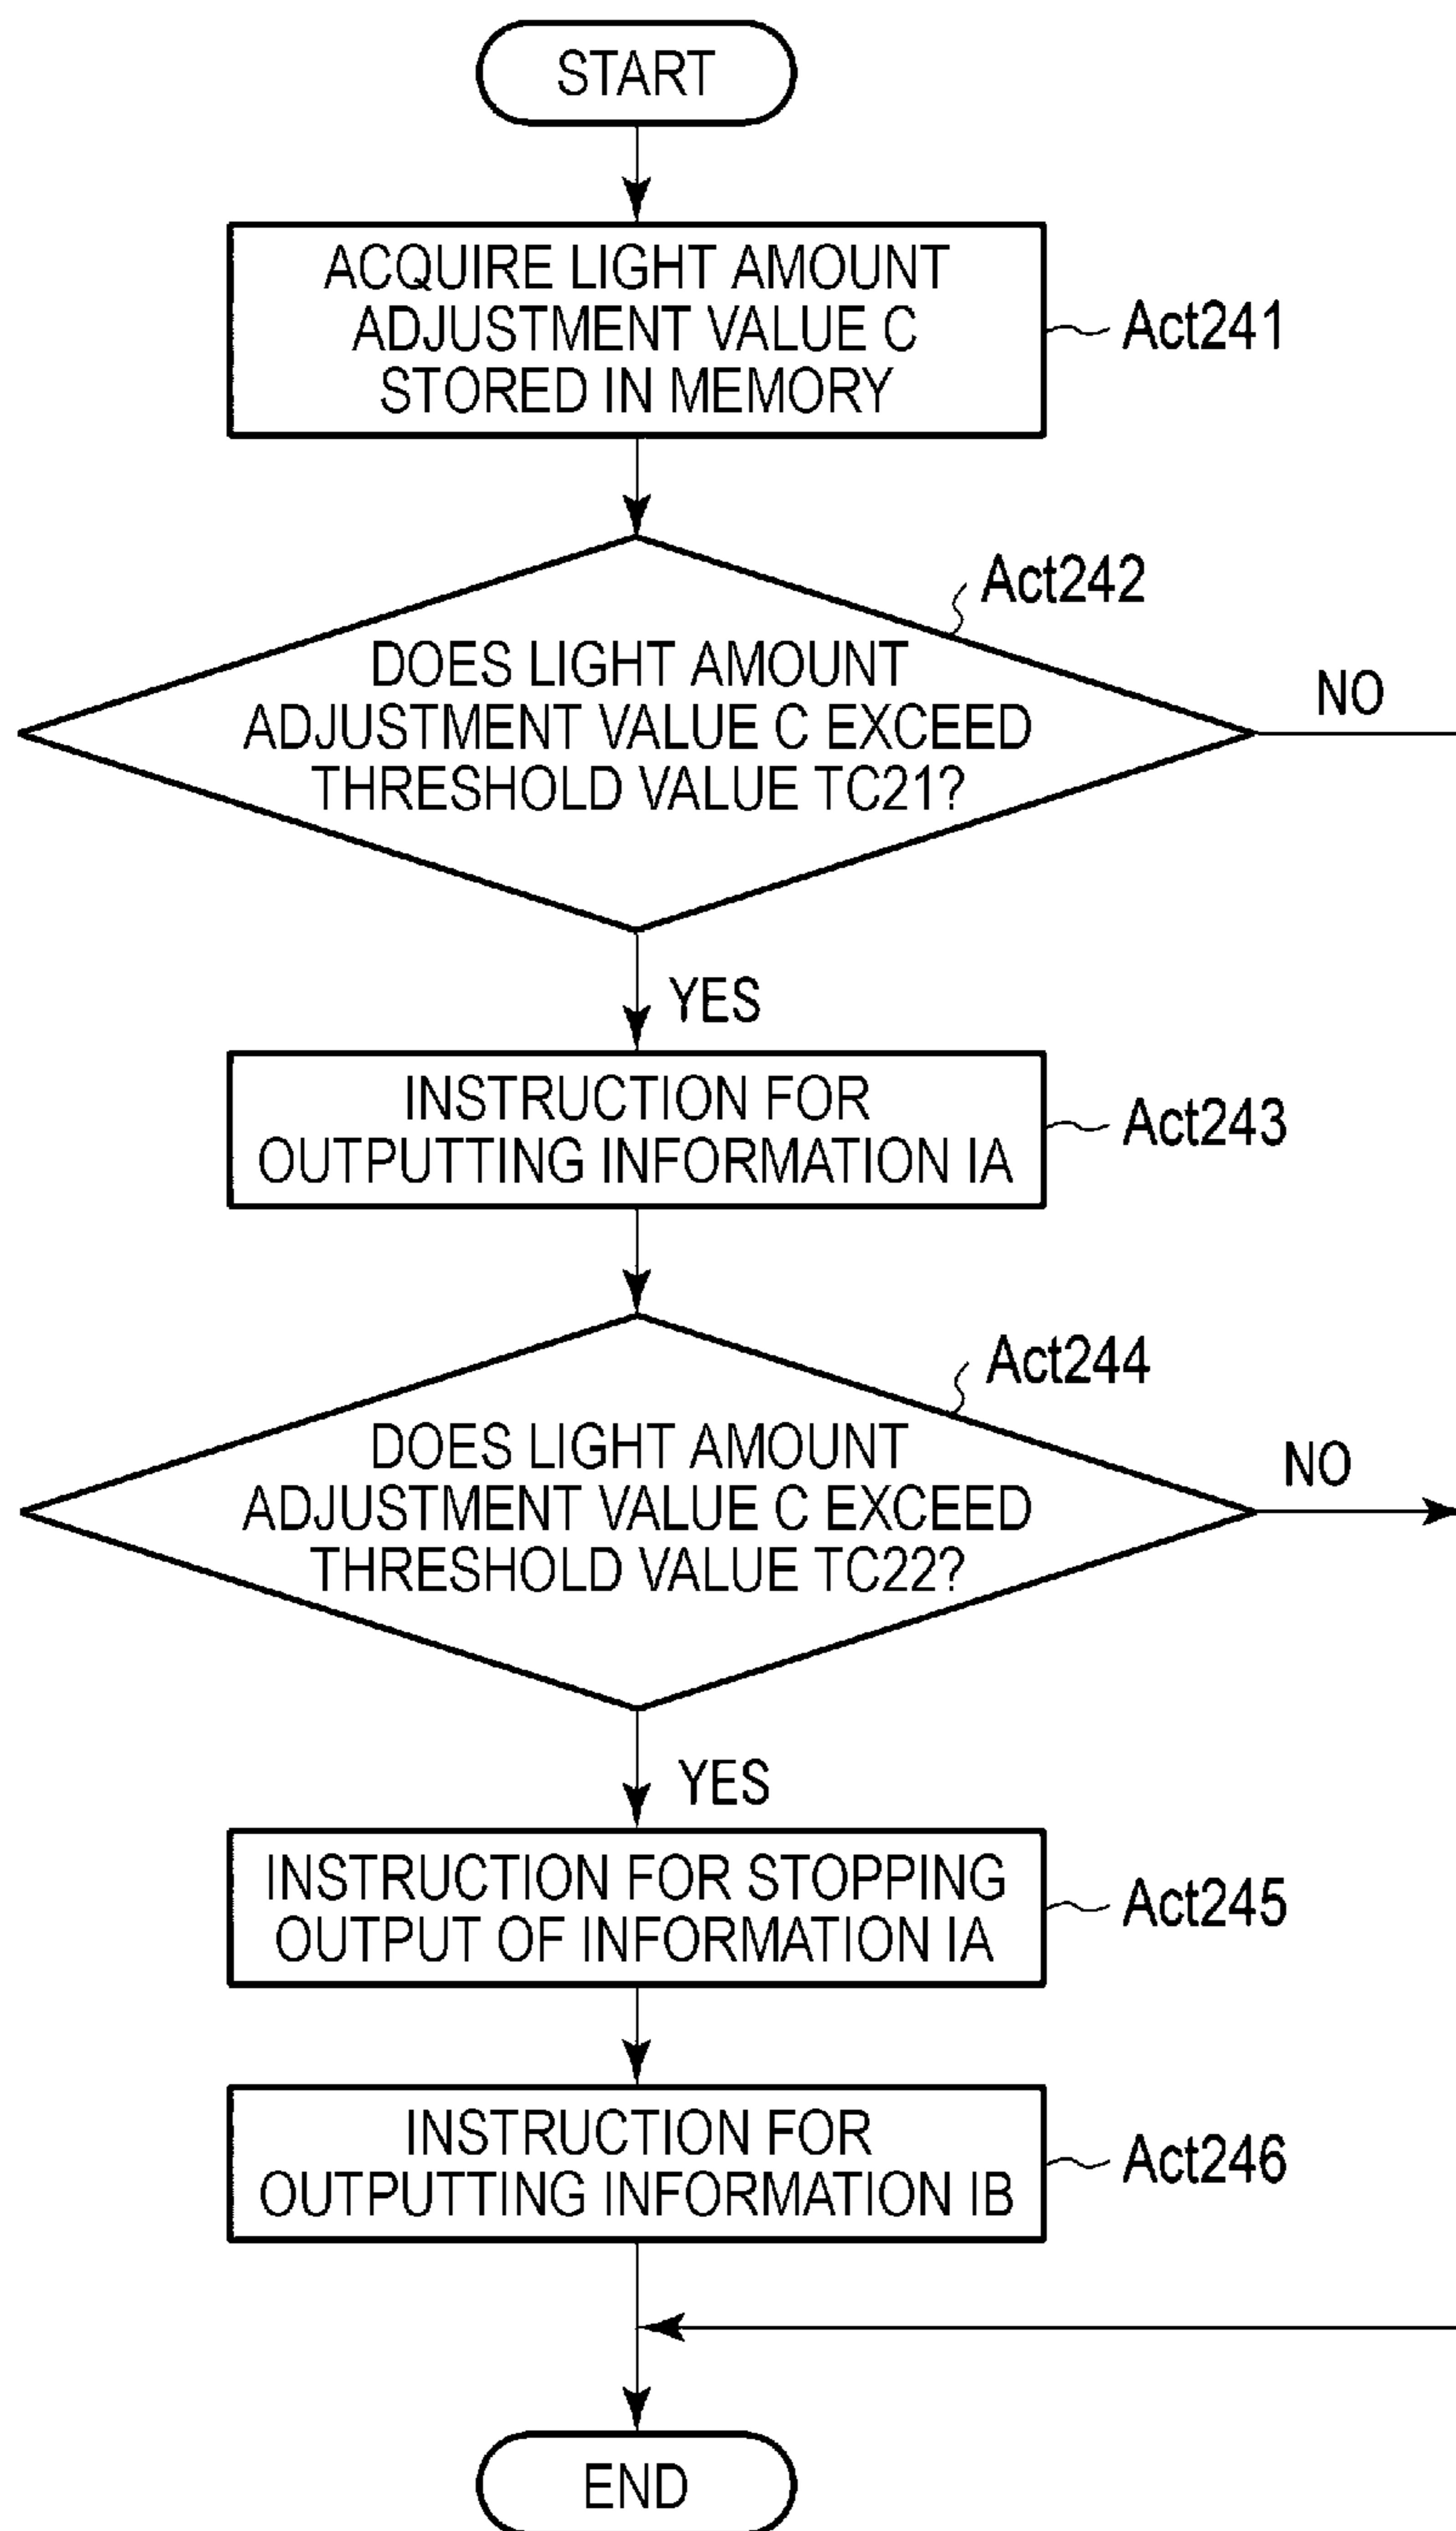 START
ACQUIRE LIGHT AMOUNT
ADJUSTMENT VALUE C
STORED IN MEMORY
Act241
Act242
DOES LIGHT AMOUNT
ADJUSTMENT VALUE C EXCEED
THRESHOLD VALUE TC21?
NO
YES
INSTRUCTION FOR
OUTPUTTING INFORMATION IA
Act243
Act244
DOES LIGHT AMOUNT
ADJUSTMENT VALUE C EXCEED
THRESHOLD VALUE TC22?
NO
YES
INSTRUCTION FOR STOPPING
OUTPUT OF INFORMATION IA
Act245
INSTRUCTION FOR
OUTPUTTING INFORMATION IB
Act246
END